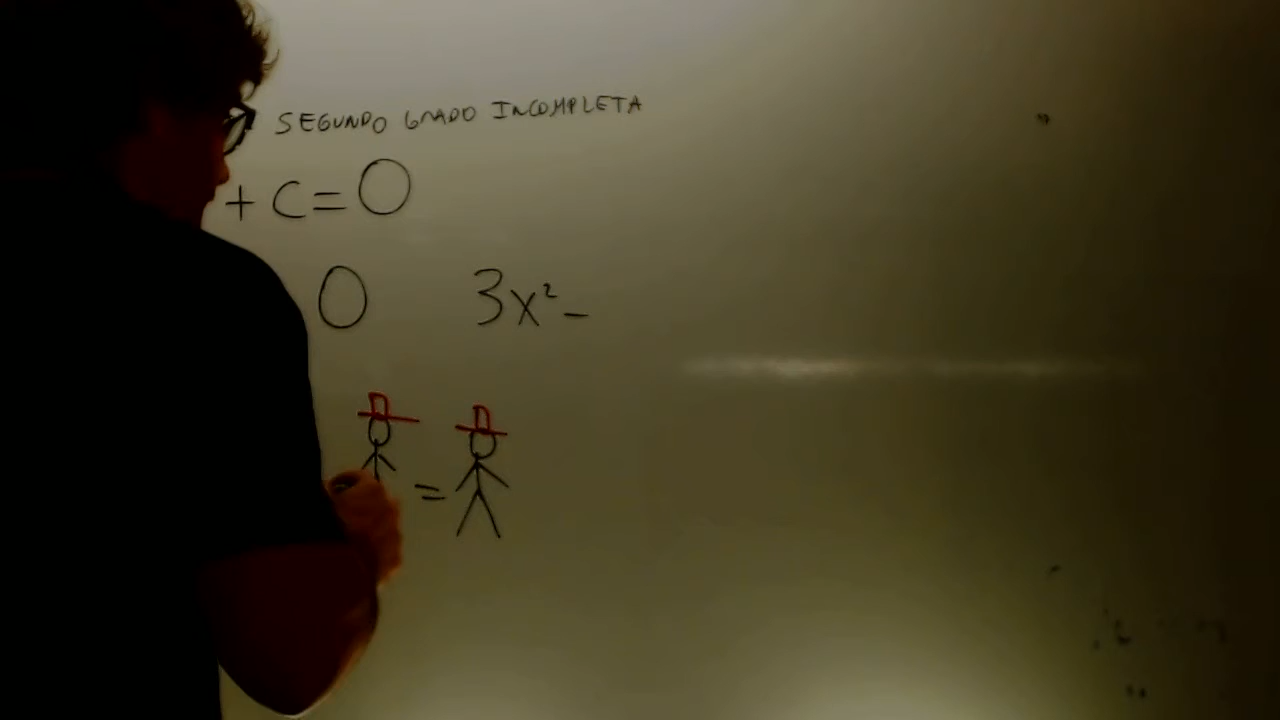 SEGUNDO GRADO INCOMPLETA
+ C = 0
0 3x² -
=